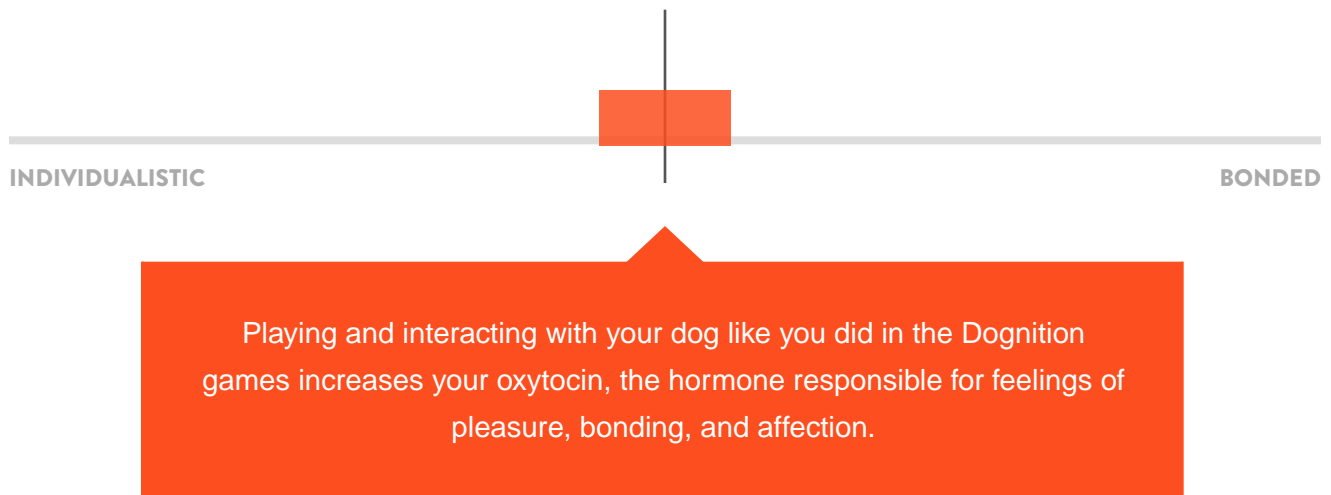 INDIVIDUALISTIC
BONDED
Playing and interacting with your dog like you did in the Dognition
games increases your oxytocin, the hormone responsible for feelings of
pleasure, bonding, and affection.